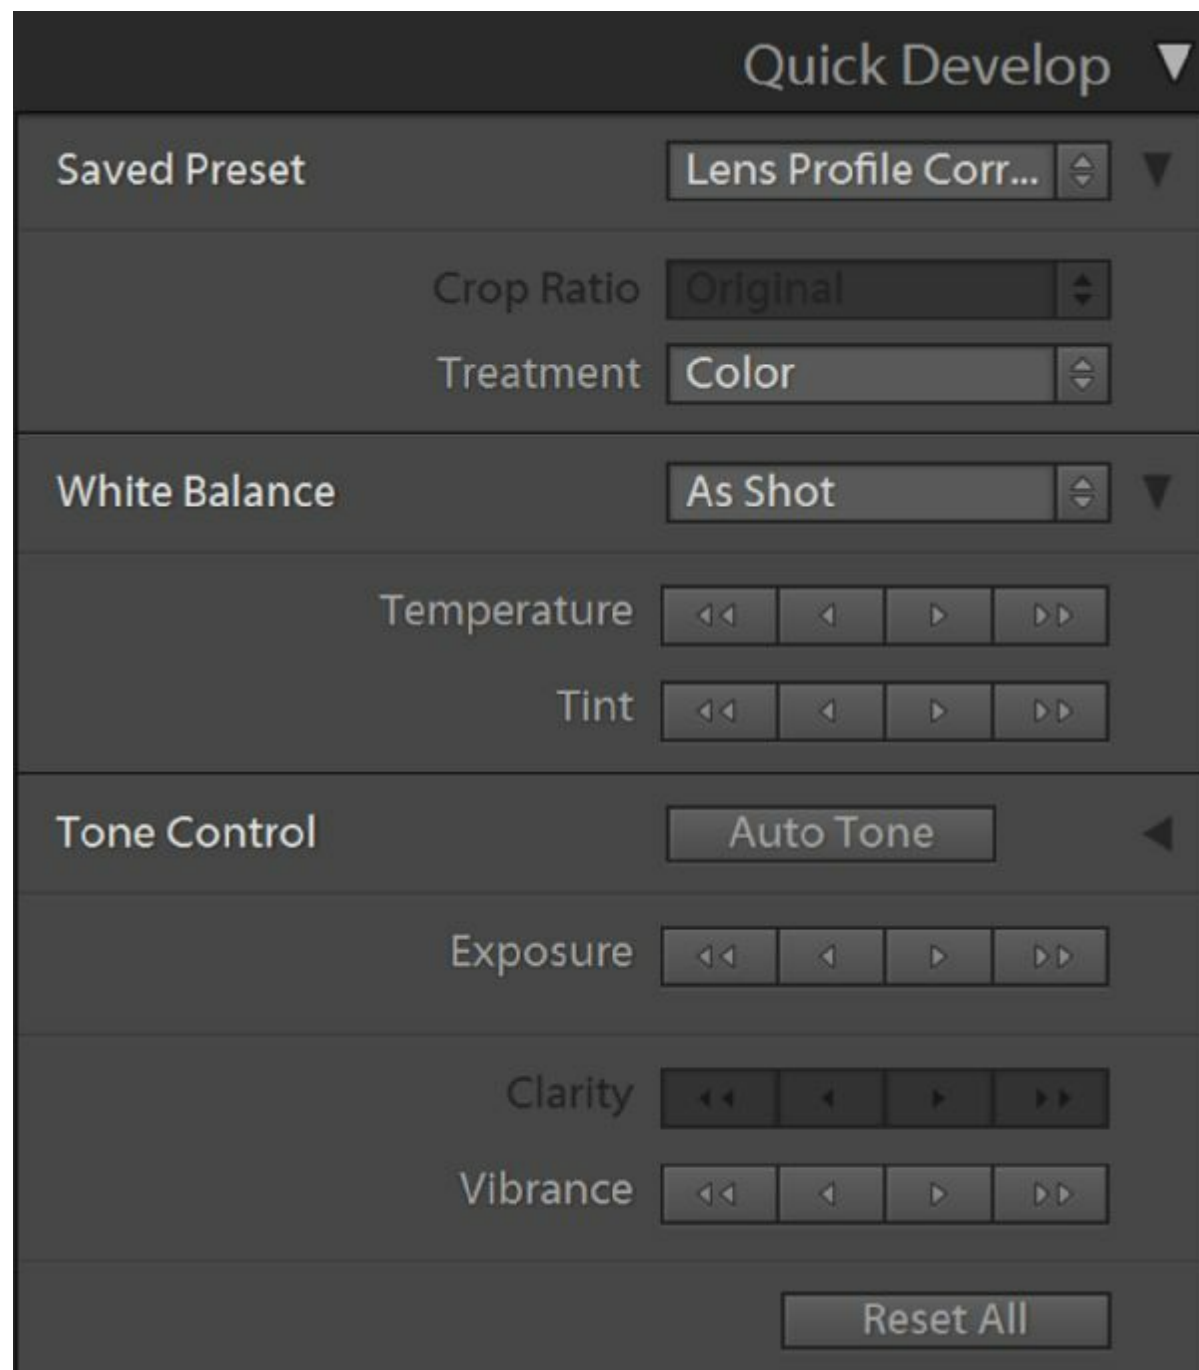 Quick Develop
Saved Preset Lens Profile Corr...
Crop Ratio Original
Treatment Color
White Balance As Shot
Temperature
Tint
Tone Control Auto Tone
Exposure
Clarity
Vibrance
Reset All